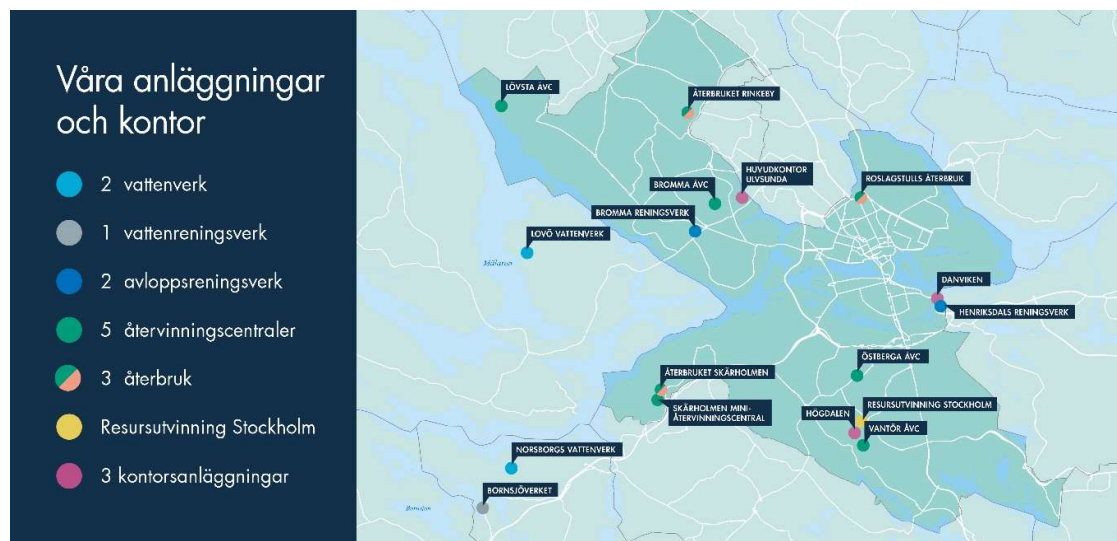 Våra anläggningar
och kontor
2 vattenverk
1 vattenreningsverk
2 avloppsreningsverk
5 återvinningscentraler
3 återbruk
Resursutvinning Stockholm
3 kontorsanläggningar
LÖVSTA ÅVC
ÅTERBRUKET RINKEBY
HUVUDKONTOR
ULVSUNDA
BROMMA ÅVC
ROSLAGSTULLS ÅTERBRUK
BROMMA RENINGSVERK
LOVÖ VATTENVERK
Mälaren
DANVIKEN
HENRIKSDALS RENINGSVERK
ÖSTBERGA ÅVC
ÅTERBRUKET SKÄRHOLMEN
SKÄRHOLMEN MINI-
ÅTERVINNINGSCENTRAL
RESURSUTVINNING STOCKHOLM
HÖGDALEN
VANTÖR ÅVC
NORSBORGS VATTENVERK
BORNSJÖVERKET
Bornsjön